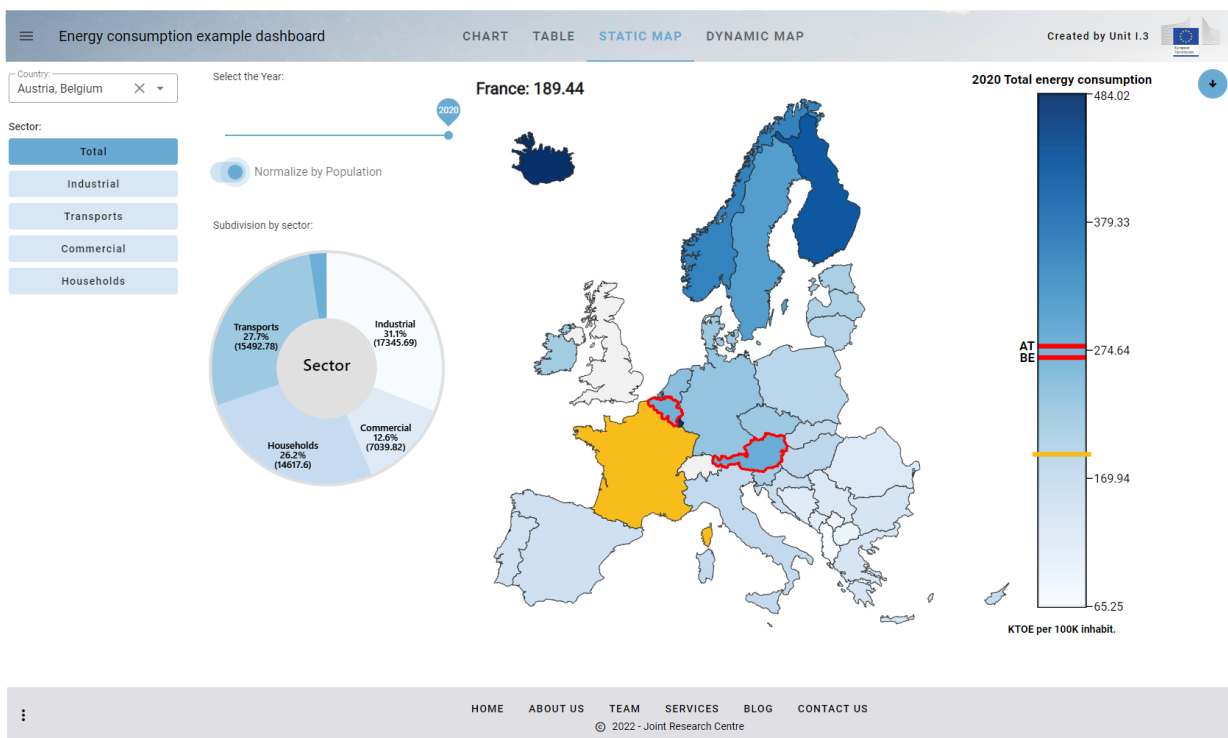 Energy consumption example dashboard
CHART
TABLE
STATIC MAP
DYNAMIC MAP
Created by Unit I.3
European
Commission
Country:
Austria, Belgium
Sector:
Total
Industrial
Transports
Commercial
Households
Select the Year:
2020
Normalize by Population
Subdivision by sector:
Transports
27.7%
(15492.78)
Industrial
31.1%
(17345.69)
Sector
Households
26.2%
(14617.6)
Commercial
12.6%
(7039.82)
France: 189.44
2020 Total energy consumption
484.02
379.33
AT
BE
274.64
169.94
65.25
KTOE per 100K inhabit.
HOME
ABOUT US
TEAM
SERVICES
BLOG
CONTACT US
© 2022 - Joint Research Centre